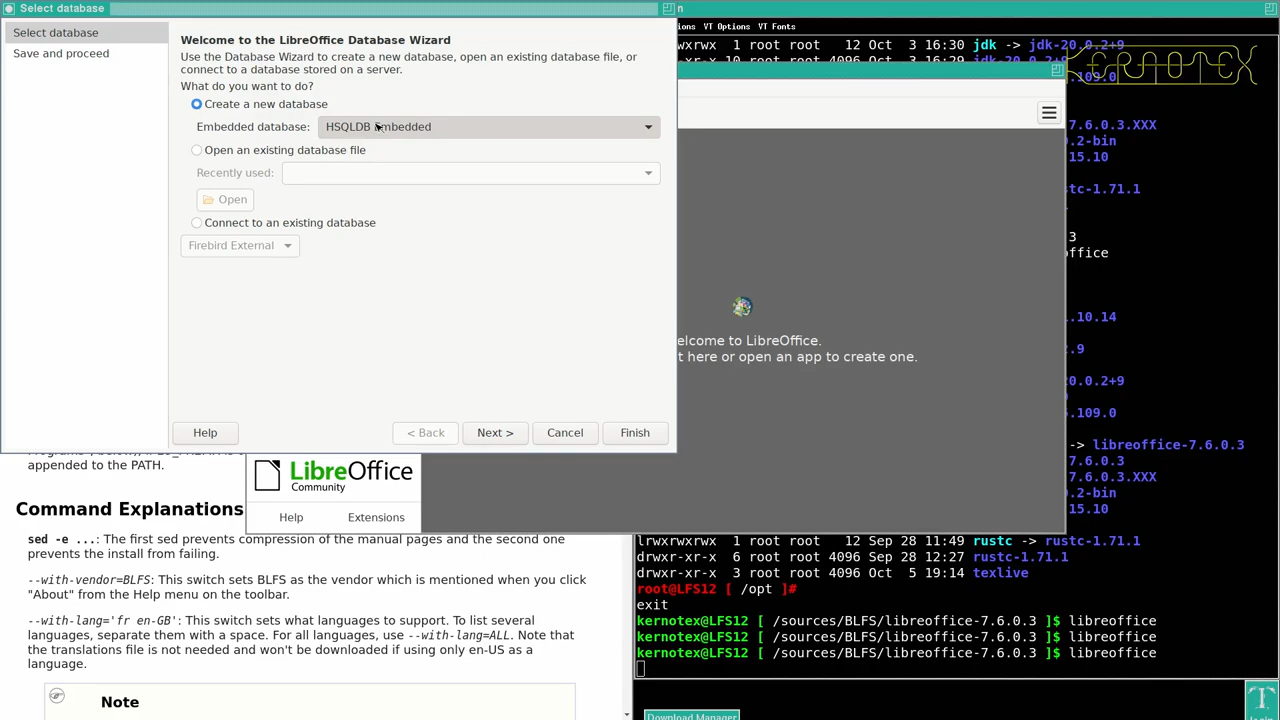 Select database
Select database
Save and proceed
Welcome to the LibreOffice Database Wizard
Use the Database Wizard to create a new database, open an existing database file, or
connect to a database stored on a server.
What do you want to do?
Create a new database
Embedded database:
HSQLDB Embedded
Open an existing database file
Recently used:
Open
Connect to an existing database
Firebird External
Help
< Back
Next >
Cancel
Finish
VT Options
VT Fonts
1 root root 12 Oct 3 16:30 jdk -> jdk-20.0.2+9
7.6.0.3.XXX
.2-bin
15.10
rustc-1.71.1
3
office
elcome to LibreOffice.
t here or open an app to create one.
.10.14
.9
20.0.2+9
.109.0
-> libreoffice-7.6.0.3
7.6.0.3
7.6.0.3.XXX
0.2-bin
15.10
lrwxrwxrwx 1 root root 12 Sep 28 11:49 rustc -> rustc-1.71.1
drwxr-xr-x 6 root root 4096 Sep 28 12:27 rustc-1.71.1
drwxr-xr-x 3 root root 4096 Oct 5 19:14 texlive
root@LFS12 [ /opt ]#
exit
kernotex@LFS12 [ /sources/BLFS/libreoffice-7.6.0.3 ]$ libreoffice
kernotex@LFS12 [ /sources/BLFS/libreoffice-7.6.0.3 ]$ libreoffice
kernotex@LFS12 [ /sources/BLFS/libreoffice-7.6.0.3 ]$ libreoffice
Download Manager
LibreOffice
Community
Help
Extensions
appended to the PATH.
Command Explanations
sed -e ...: The first sed prevents compression of the manual pages and the second one
prevents the install from failing.
--with-vendor=BLFS: This switch sets BLFS as the vendor which is mentioned when you click
"About" from the Help menu on the toolbar.
--with-lang='fr en-GB': This switch sets what languages to support. To list several
languages, separate them with a space. For all languages, use --with-lang=ALL. Note that
the translations file is not needed and won't be downloaded if using only en-US as a
language.
Note